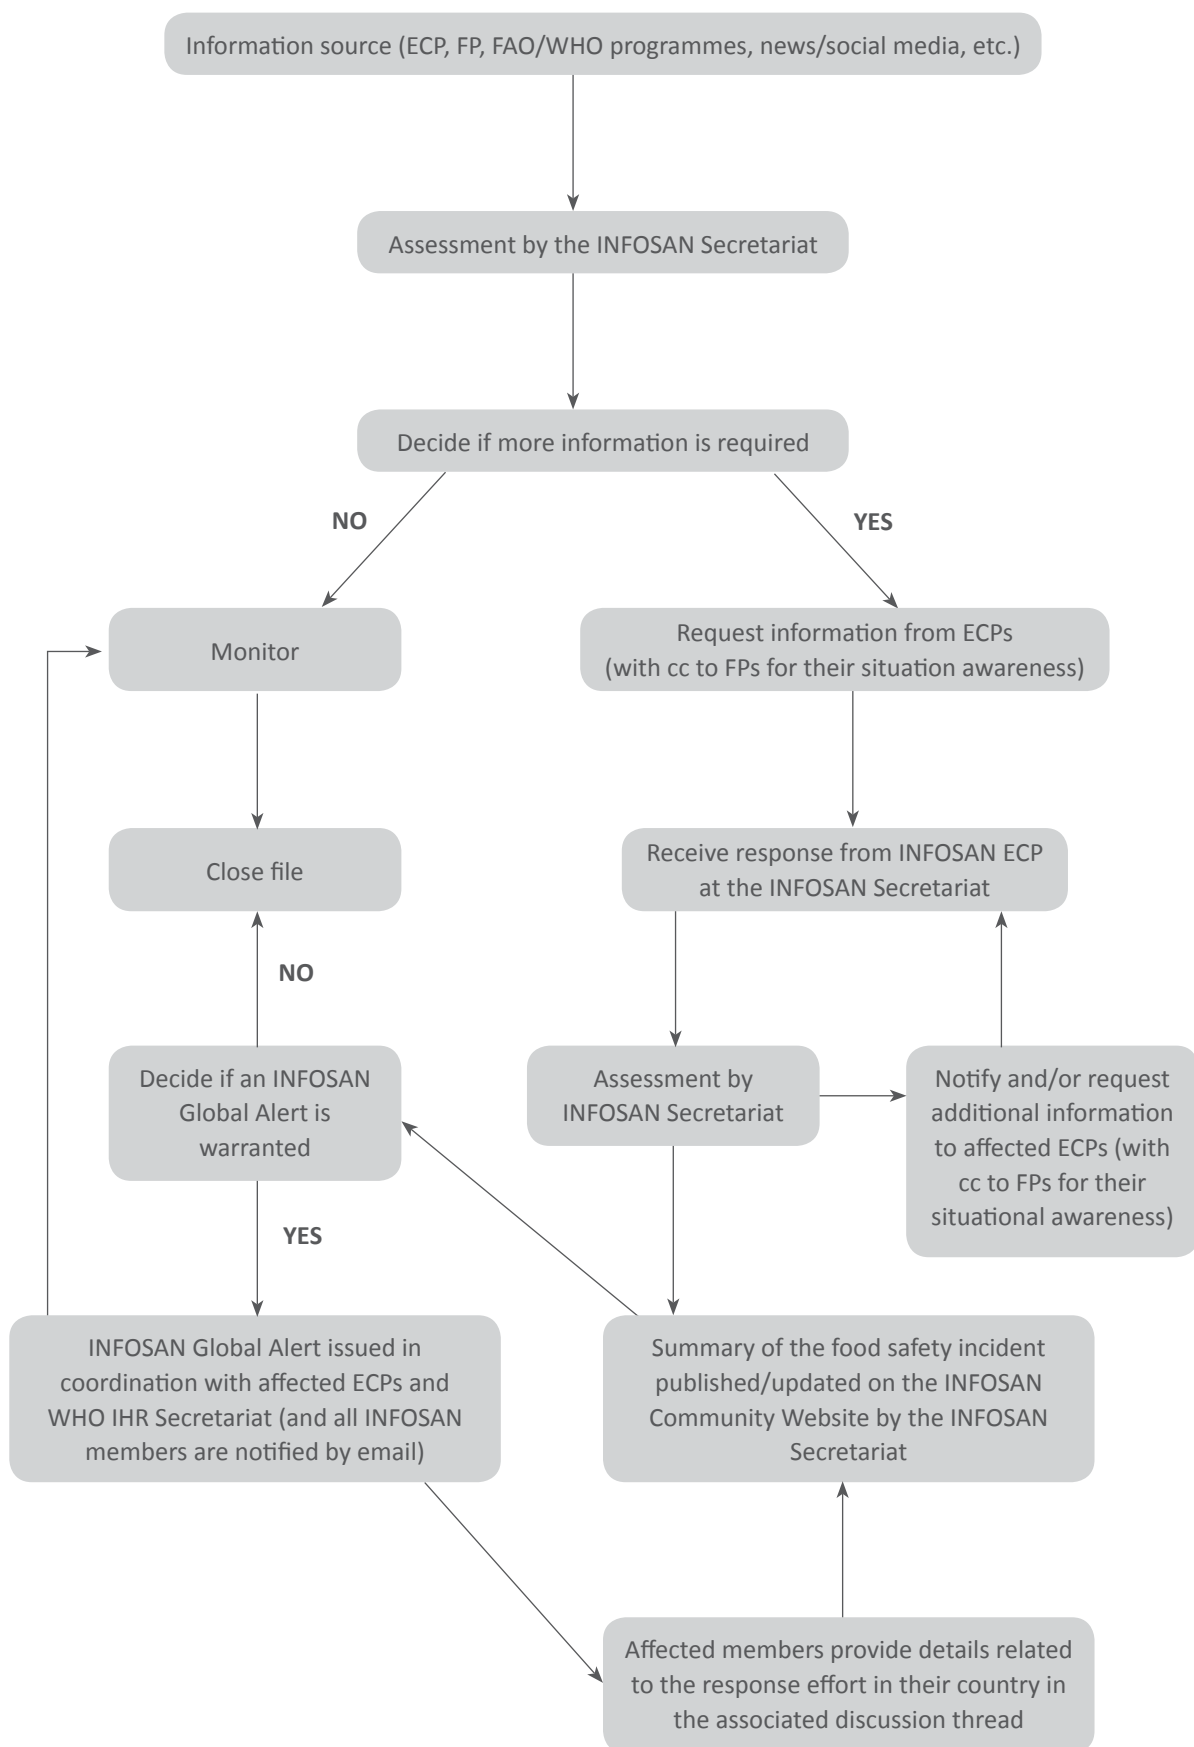 Information source (ECP, FP, FAO/WHO programmes, news/social media, etc.)
Assessment by the INFOSAN Secretariat
Decide if more information is required
NO
YES
Monitor
Request information from ECPs
(with cc to FPs for their situation awareness)
Close file
Receive response from INFOSAN ECP
at the INFOSAN Secretariat
NO
Decide if an INFOSAN
Global Alert is
warranted
Assessment by
INFOSAN Secretariat
Notify and/or request
additional information
to affected ECPs (with
cc to FPs for their
situational awareness)
YES
INFOSAN Global Alert issued in
coordination with affected ECPs and
WHO IHR Secretariat (and all INFOSAN
members are notified by email)
Summary of the food safety incident
published/updated on the INFOSAN
Community Website by the INFOSAN
Secretariat
Affected members provide details related
to the response effort in their country in
the associated discussion thread